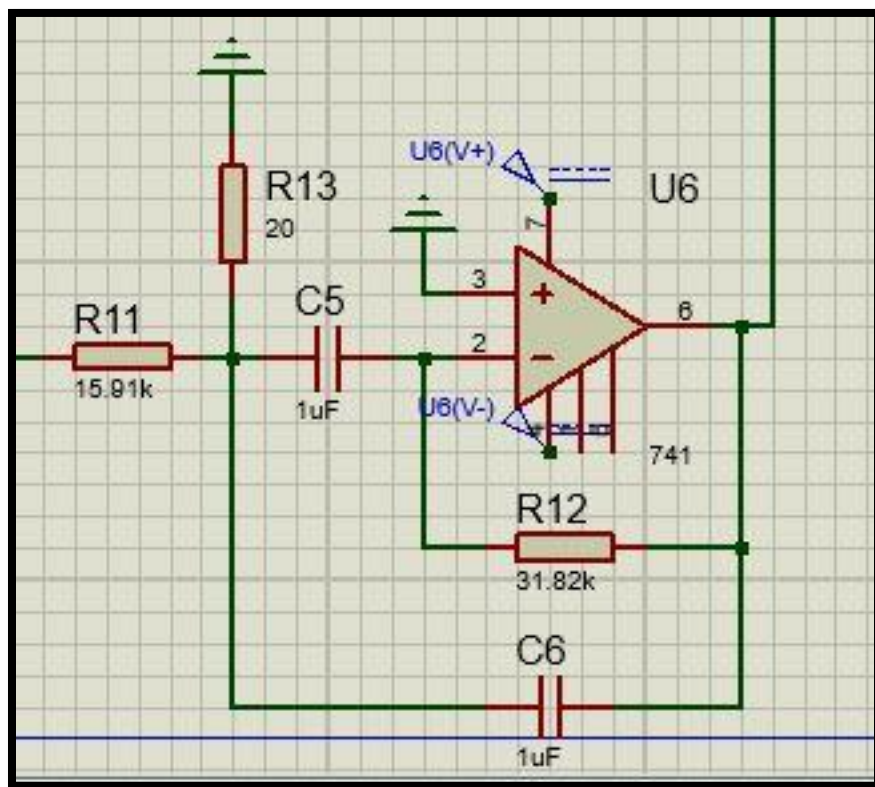 U6(V+)
U6
7
R13
20
3
C5
6
R11
2
15.91k
1uF
U6(V-)
741
R12
31.82k
C6
1uF